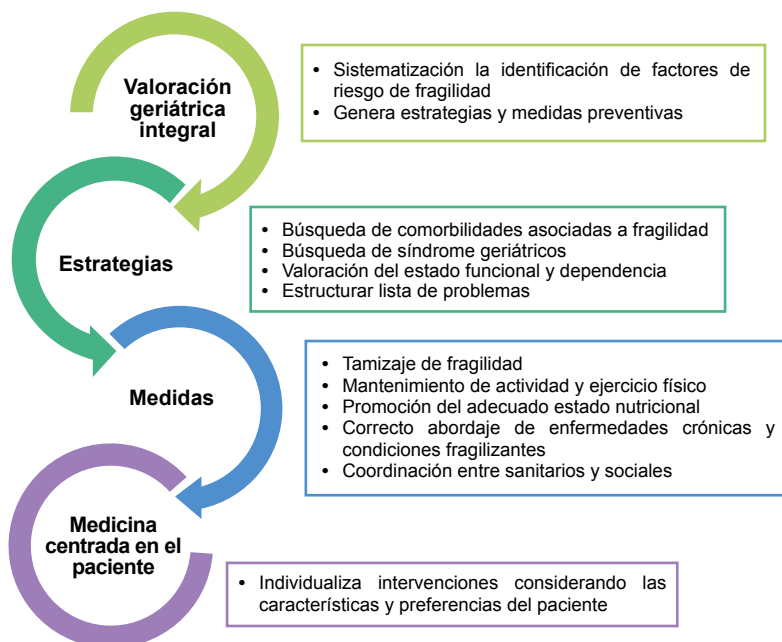 Valoración
geriátrica
integral
• Sistematización la identificación de factores de
riesgo de fragilidad
• Genera estrategias y medidas preventivas
Estrategias
• Búsqueda de comorbilidades asociadas a fragilidad
• Búsqueda de síndrome geriátricos
• Valoración del estado funcional y dependencia
• Estructurar lista de problemas
Medidas
• Tamizaje de fragilidad
• Mantenimiento de actividad y ejercicio físico
• Promoción del adecuado estado nutricional
• Correcto abordaje de enfermedades crónicas y
condiciones fragilizantes
• Coordinación entre sanitarios y sociales
Medicina
centrada en el
paciente
• Individualiza intervenciones considerando las
características y preferencias del paciente